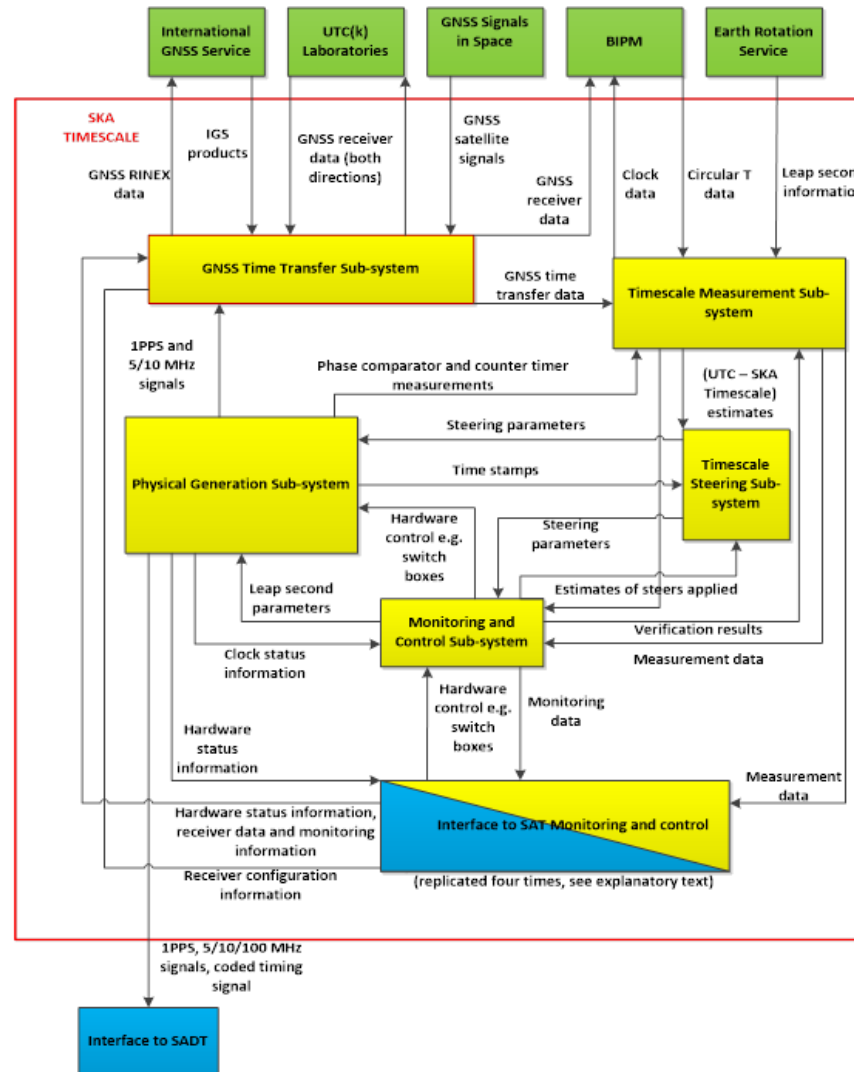 International
GNSS Service
UTC(k)
Laboratories
GNSS Signals
in Space
BIPM
Earth Rotation
Service
SKA
TIMESCALE
IGS
products
GNSS RINEX
data
GNSS receiver
data (both
directions)
GNSS
satellite
signals
GNSS
receiver
data
Clock
data
Circular T
data
Leap second
information
GNSS Time Transfer Sub-system
GNSS time
transfer data
Timescale Measurement Sub-
system
1PPS and
5/10 MHz
signals
Phase comparator and counter timer
measurements
(UTC – SKA
Timescale)
estimates
Steering parameters
Physical Generation Sub-system
Time stamps
Timescale
Steering Sub-
system
Hardware
control e.g.
switch
boxes
Steering
parameters
Leap second
parameters
Estimates of steers applied
Monitoring and
Control Sub-system
Verification results
Clock status
information
Measurement data
Hardware
control e.g.
switch
boxes
Monitoring
data
Hardware
status
information
Measurement
data
Hardware status information,
receiver data and monitoring
information
Interface to SAT Monitoring and control
Receiver configuration
information
(replicated four times, see explanatory text)
1PPS, 5/10/100 MHz
signals, coded timing
signal
Interface to SADT